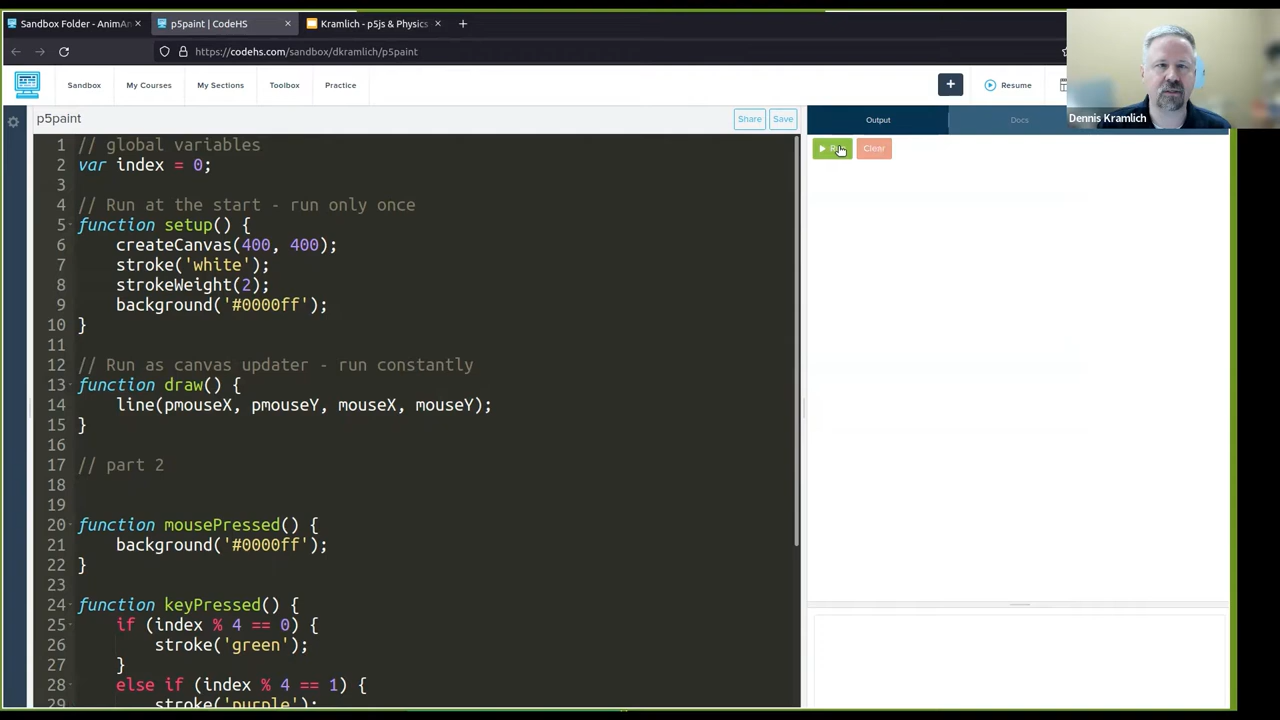 Sandbox Folder - AnimAn
p5paint | CodeHS
Kramlich - p5js & Physics
https://codehs.com/sandbox/dkramlich/p5paint
Sandbox
My Courses
My Sections
Toolbox
Practice
Resume
Dennis Kramlich
p5paint
Share
Save
Output
Docs
Clear
1 // global variables
2 var index = 0;
3
4 // Run at the start - run only once
5 function setup() {
6 createCanvas(400, 400);
7 stroke('white');
8 strokeWeight(2);
9 background('#0000ff');
10 }
11
12 // Run as canvas updater - run constantly
13 function draw() {
14 line(pmouseX, pmouseY, mouseX, mouseY);
15 }
16
17 // part 2
18
19
20 function mousePressed() {
21 background('#0000ff');
22 }
23
24 function keyPressed() {
25 if (index % 4 == 0) {
26 stroke('green');
27 }
28 else if (index % 4 == 1) {
29 stroke('purple');